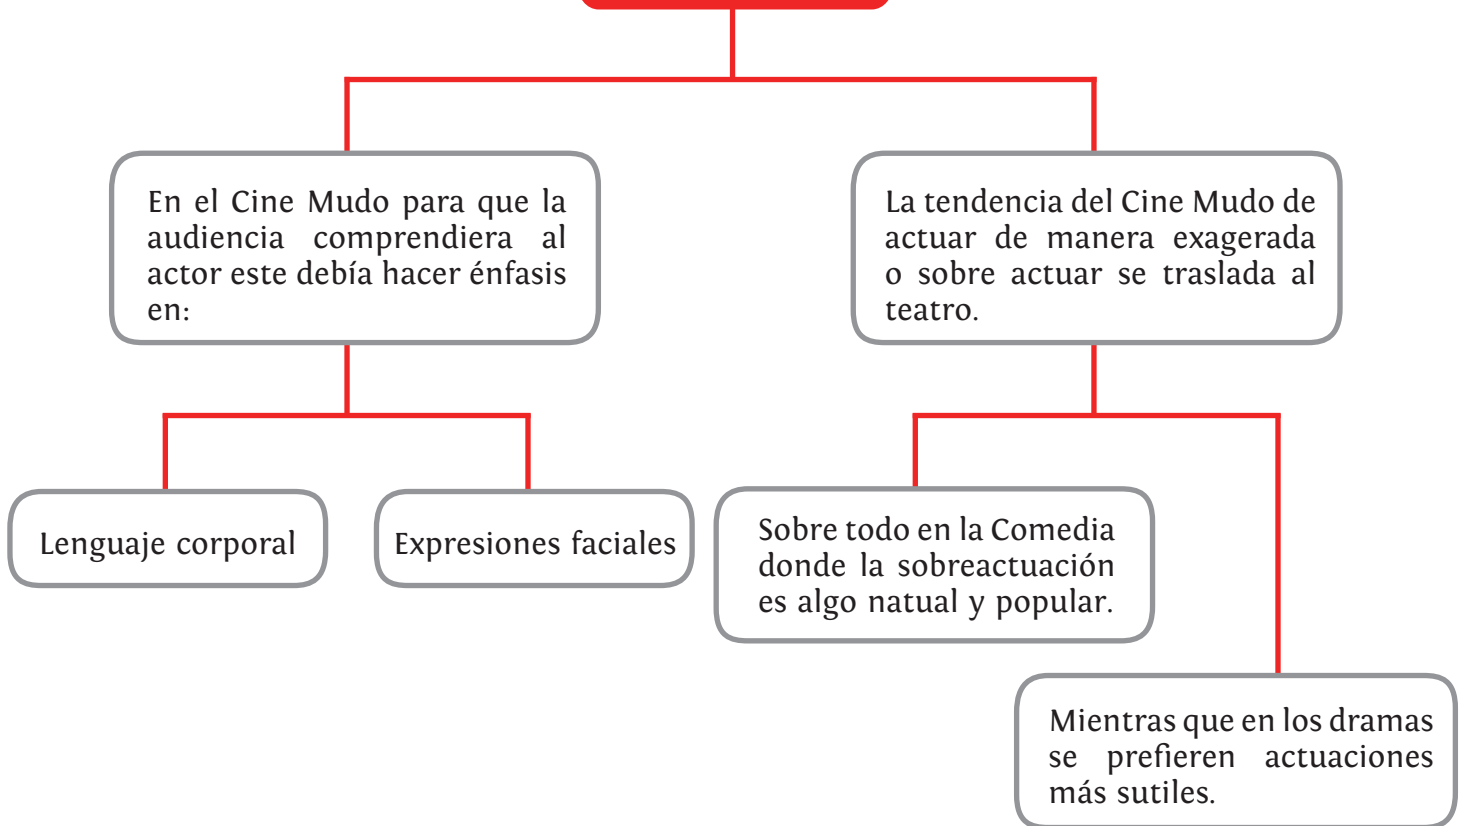 En el Cine Mudo para que la
audiencia comprendiera al
actor este debía hacer énfasis
en:
La tendencia del Cine Mudo de
actuar de manera exagerada
o sobre actuar se traslada al
teatro.
Lenguaje corporal
Expresiones faciales
Sobre todo en la Comedia
donde la sobreactuación
es algo natual y popular.
Mientras que en los dramas
se prefieren actuaciones
más sutiles.